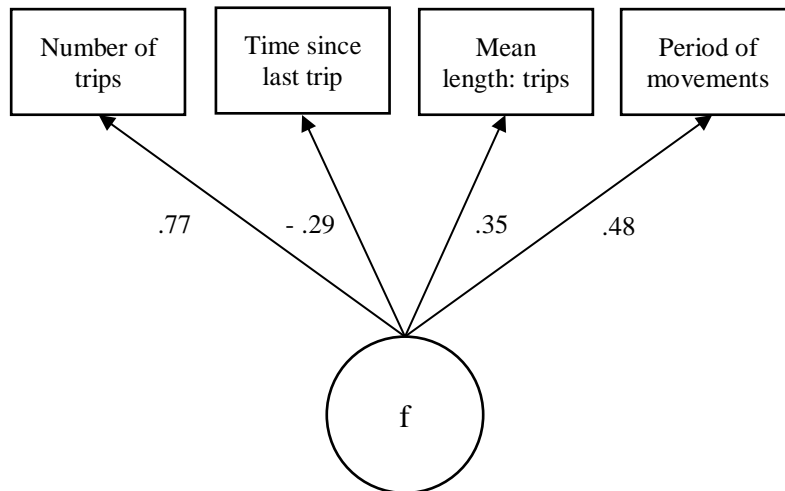 Number of
trips
Time since
last trip
Mean
length: trips
Period of
movements
.77
- .29
.35
.48
f